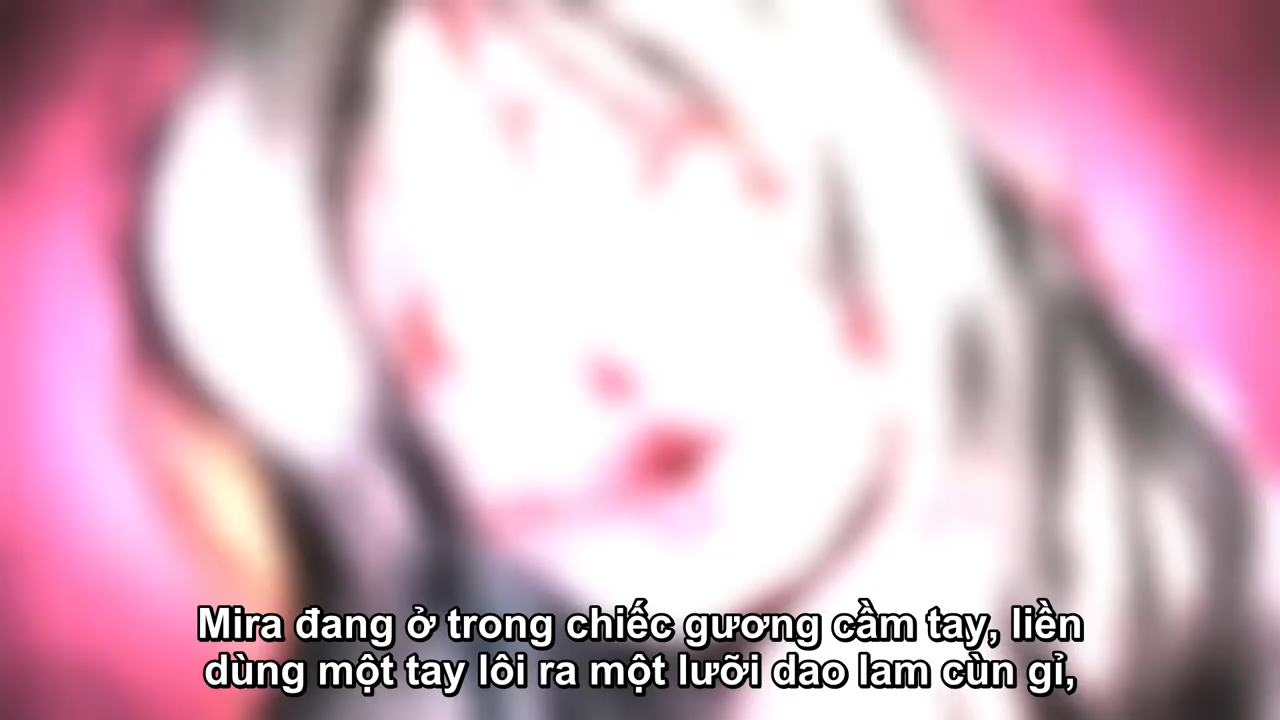 Mira đang ở trong chiếc gương cầm tay, liền
dùng một tay lôi ra một lưỡi dao lam cùn gỉ,